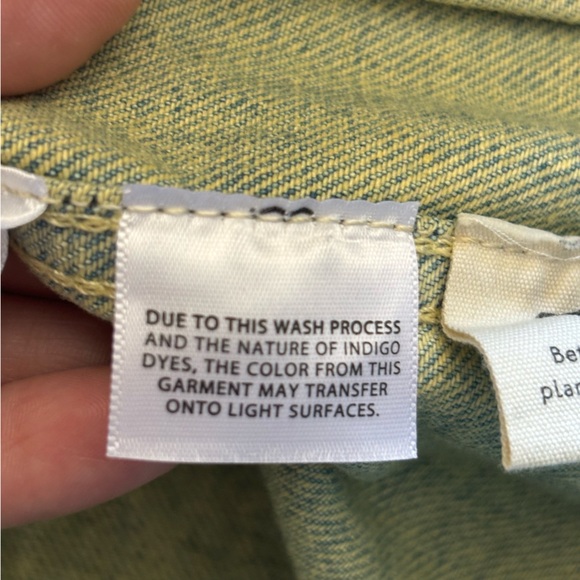 DUE TO THIS WASH PROCESS
AND THE NATURE OF INDIGO
DYES, THE COLOR FROM THIS
GARMENT MAY TRANSFER
ONTO LIGHT SURFACES.